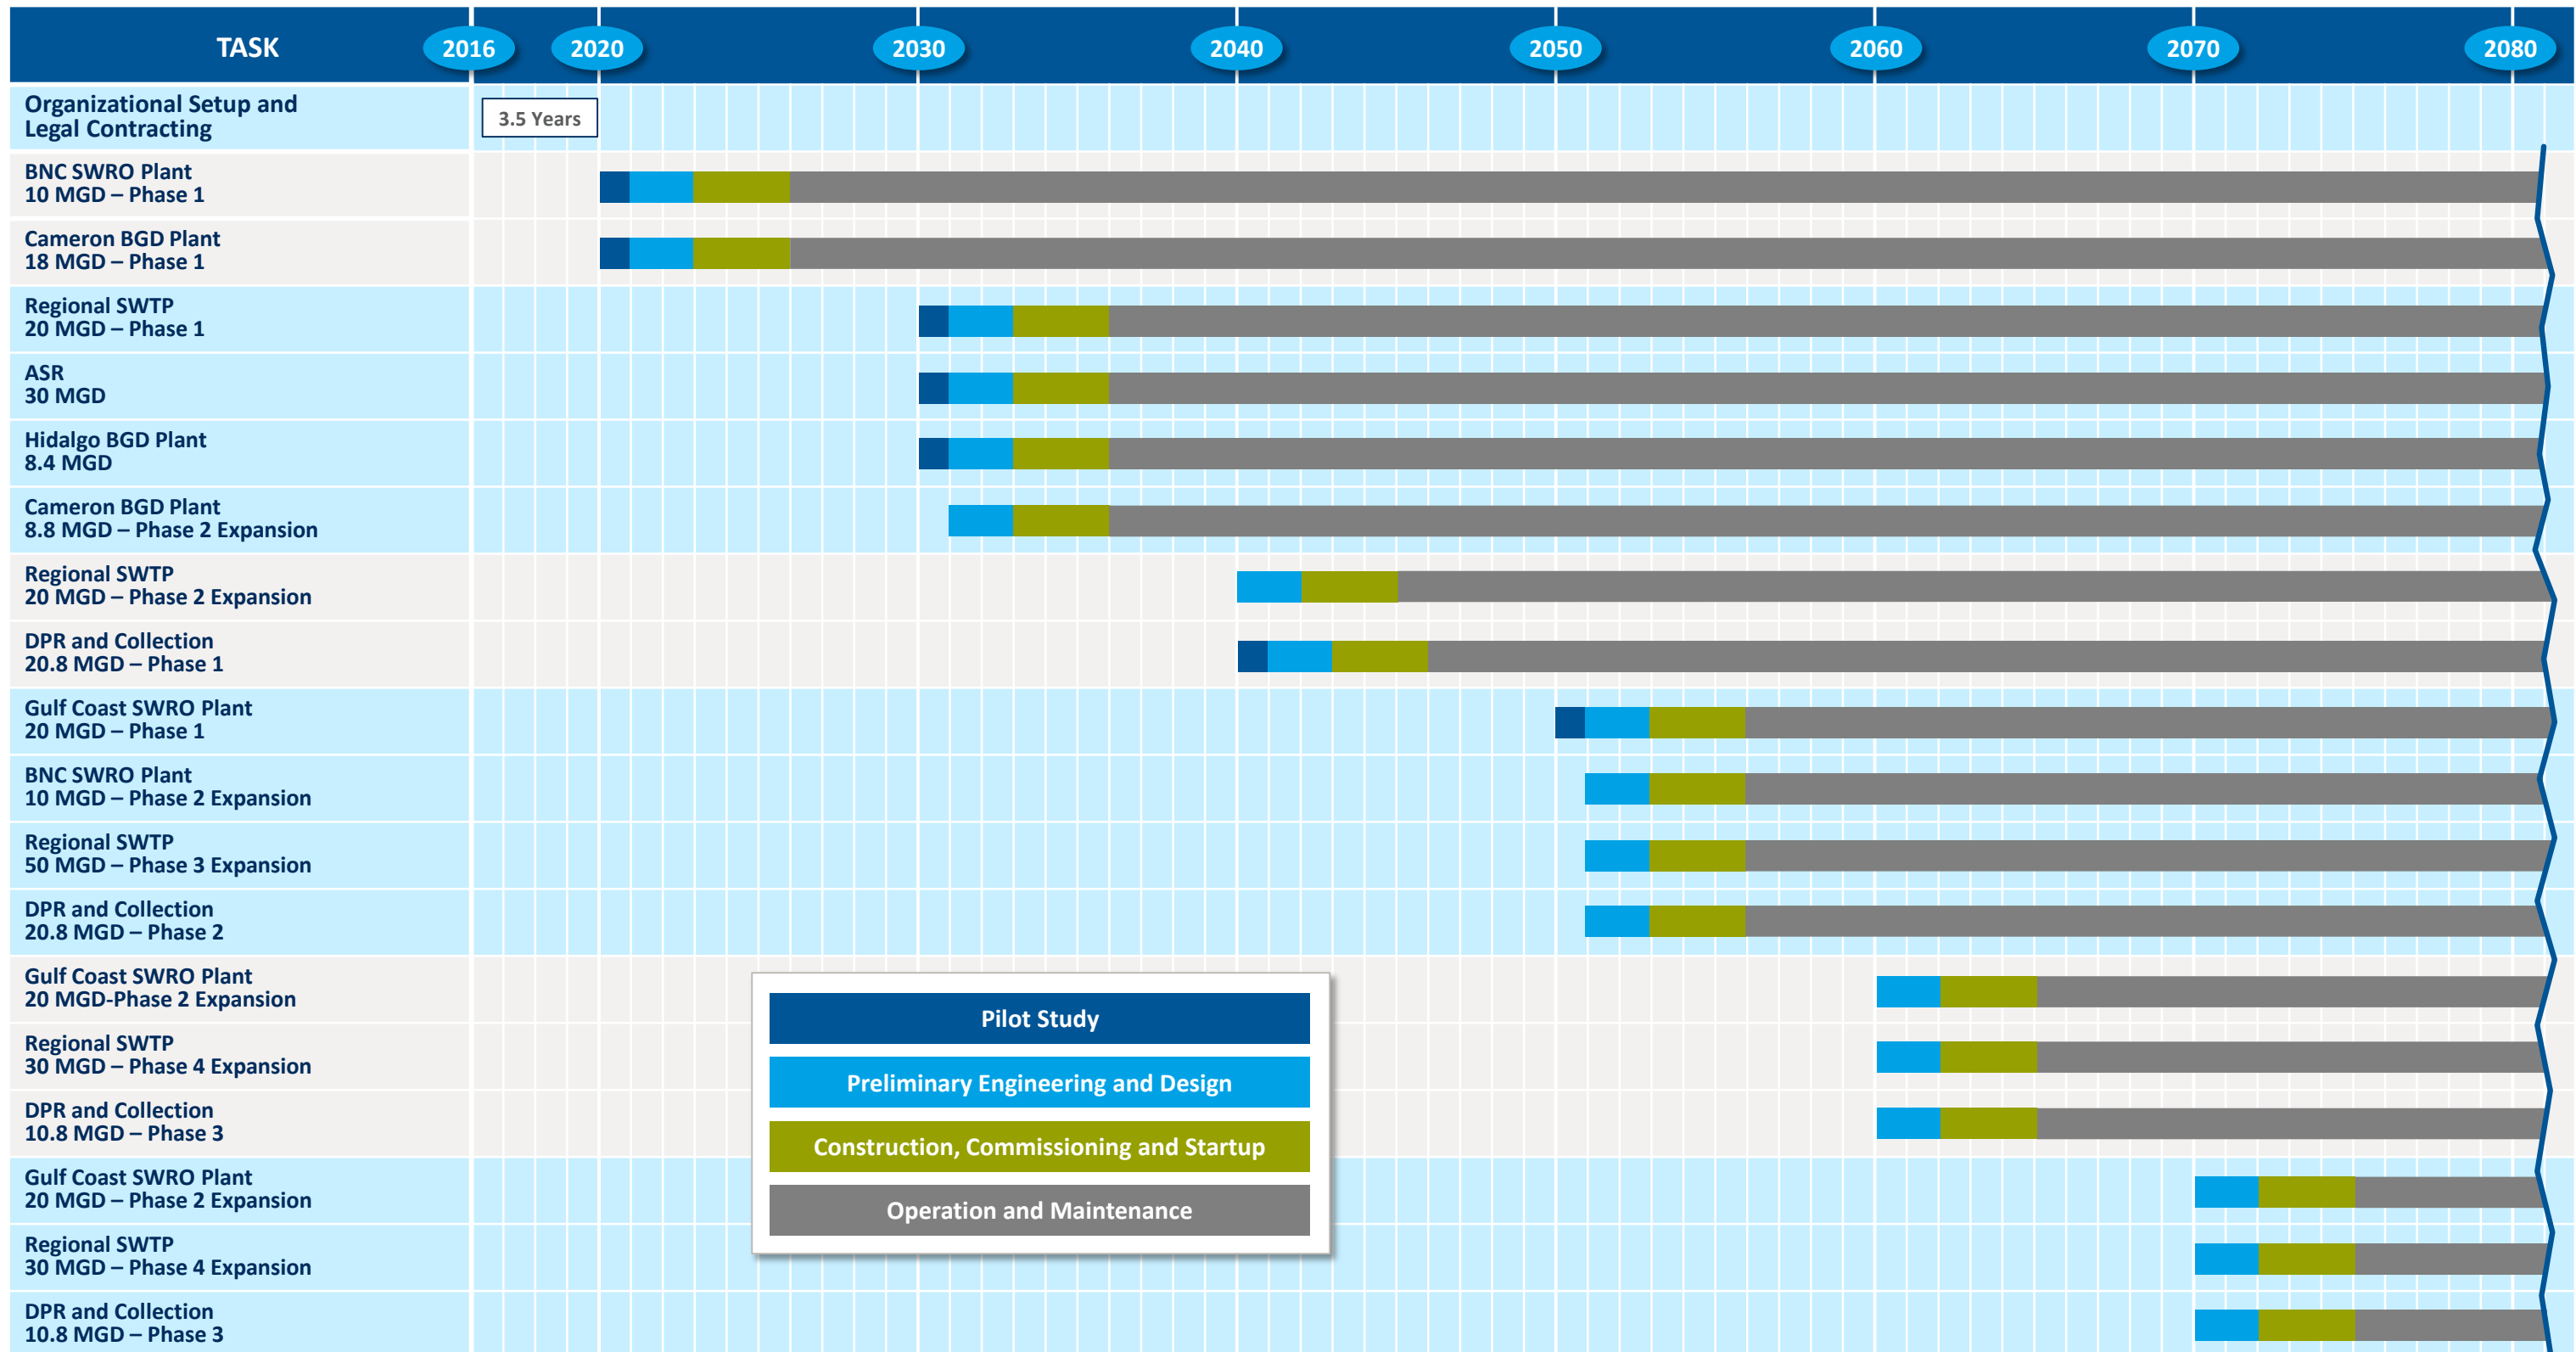 TASK 2016 2020 2030 2040 2050 2060 2070 2080
Organizational Setup and
Legal Contracting
3.5 Years
BNC SWRO Plant
10 MGD – Phase 1
Cameron BGD Plant
18 MGD – Phase 1
Regional SWTP
20 MGD – Phase 1
ASR
30 MGD
Hidalgo BGD Plant
8.4 MGD
Cameron BGD Plant
8.8 MGD – Phase 2 Expansion
Regional SWTP
20 MGD – Phase 2 Expansion
DPR and Collection
20.8 MGD – Phase 1
Gulf Coast SWRO Plant
20 MGD – Phase 1
BNC SWRO Plant
10 MGD – Phase 2 Expansion
Regional SWTP
50 MGD – Phase 3 Expansion
DPR and Collection
20.8 MGD – Phase 2
Gulf Coast SWRO Plant
20 MGD-Phase 2 Expansion
Regional SWTP
30 MGD – Phase 4 Expansion
DPR and Collection
10.8 MGD – Phase 3
Gulf Coast SWRO Plant
20 MGD – Phase 2 Expansion
Regional SWTP
30 MGD – Phase 4 Expansion
DPR and Collection
10.8 MGD – Phase 3
Pilot Study
Preliminary Engineering and Design
Construction, Commissioning and Startup
Operation and Maintenance